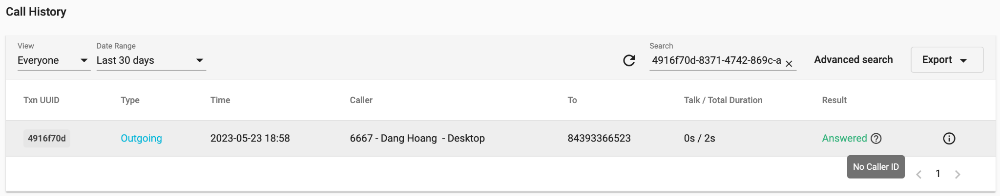 Call History
View Date Range Search
Everyone Last 30 days 4916f70d-8371-4742-869c-a Advanced search Export
Txn UUID Type Time Caller To Talk / Total Duration Result
4916f70d Outgoing 2023-05-23 18:58 6667 - Dang Hoang  - Desktop 84393366523 0s / 2s Answered
No Caller ID 1